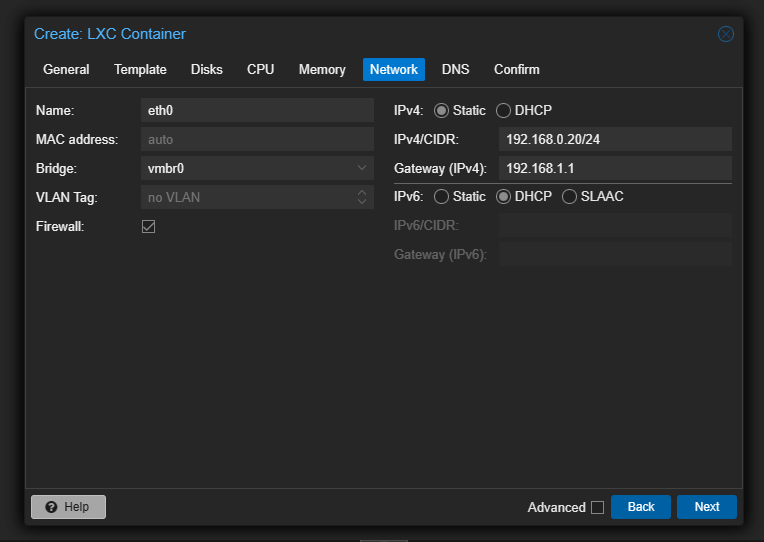 Create: LXC Container
General Template Disks CPU Memory Network DNS Confirm
Name: eth0
MAC address: auto
Bridge: vmbr0
VLAN Tag: no VLAN
Firewall:
IPv4: Static DHCP
IPv4/CIDR: 192.168.0.20/24
Gateway (IPv4): 192.168.1.1
IPv6: Static DHCP SLAAC
IPv6/CIDR:
Gateway (IPv6):
Help Advanced Back Next